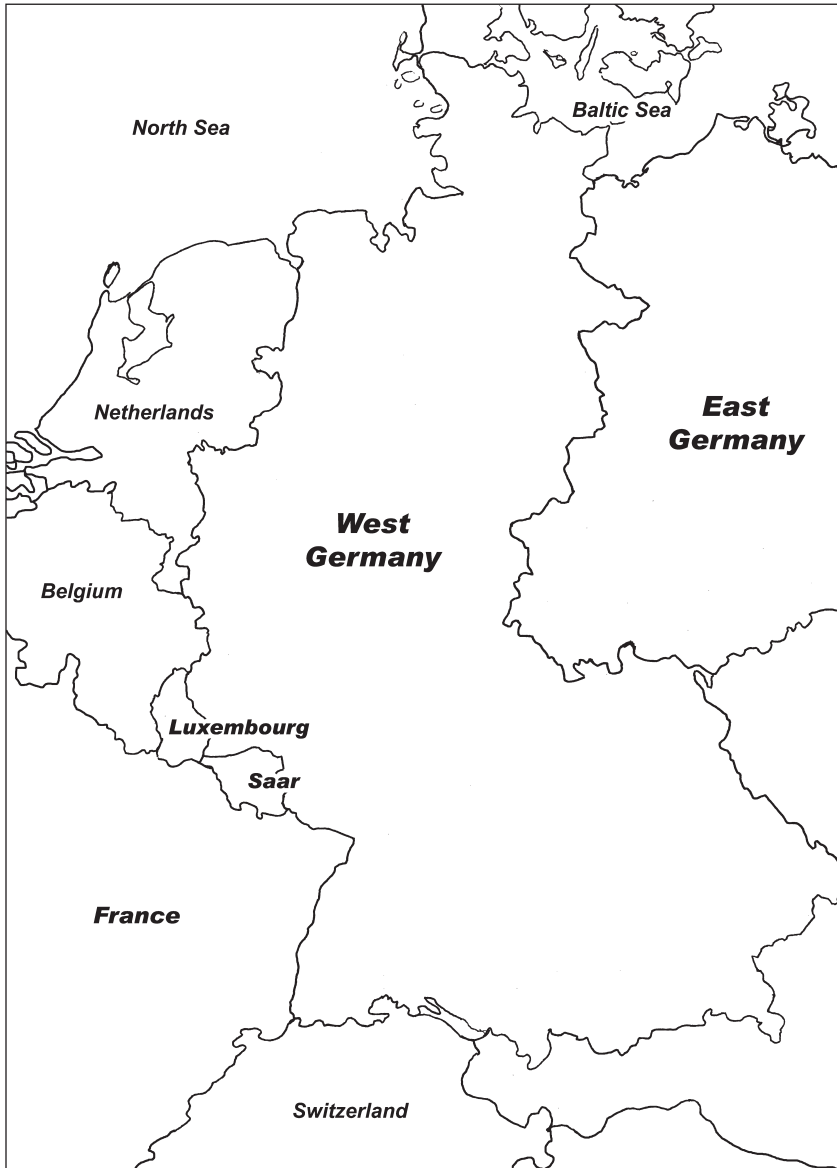 North Sea
Baltic Sea
Netherlands
East
Germany
West
Germany
Belgium
Luxembourg
Saar
France
Switzerland